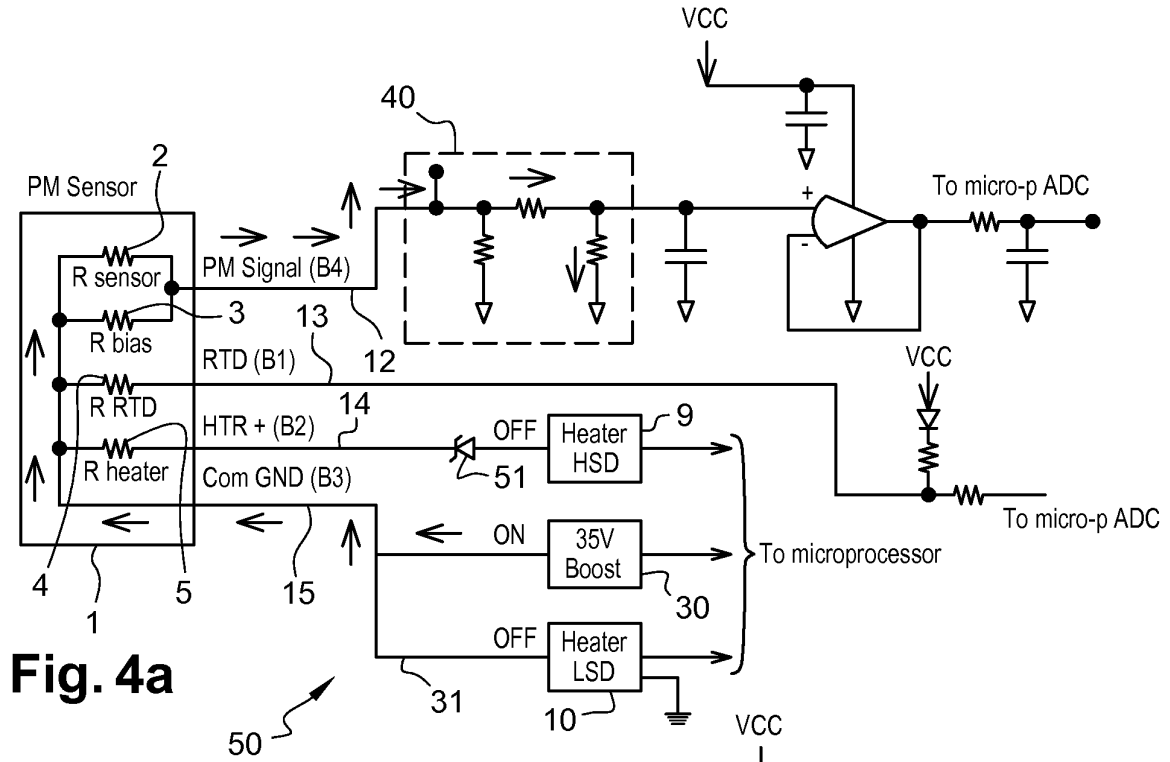 VCC
40
2
PM Sensor
To micro-p ADC
+
-
R sensor
PM Signal (B4)
3
R bias
12
13
RTD (B1)
VCC
R RTD
14
9
HTR + (B2)
OFF
Heater
HSD
R heater
51
Com GND (B3)
To micro-p ADC
ON
35V
Boost
To microprocessor
4
5
15
30
1
OFF
Heater
LSD
Fig. 4a
31
10
50
VCC